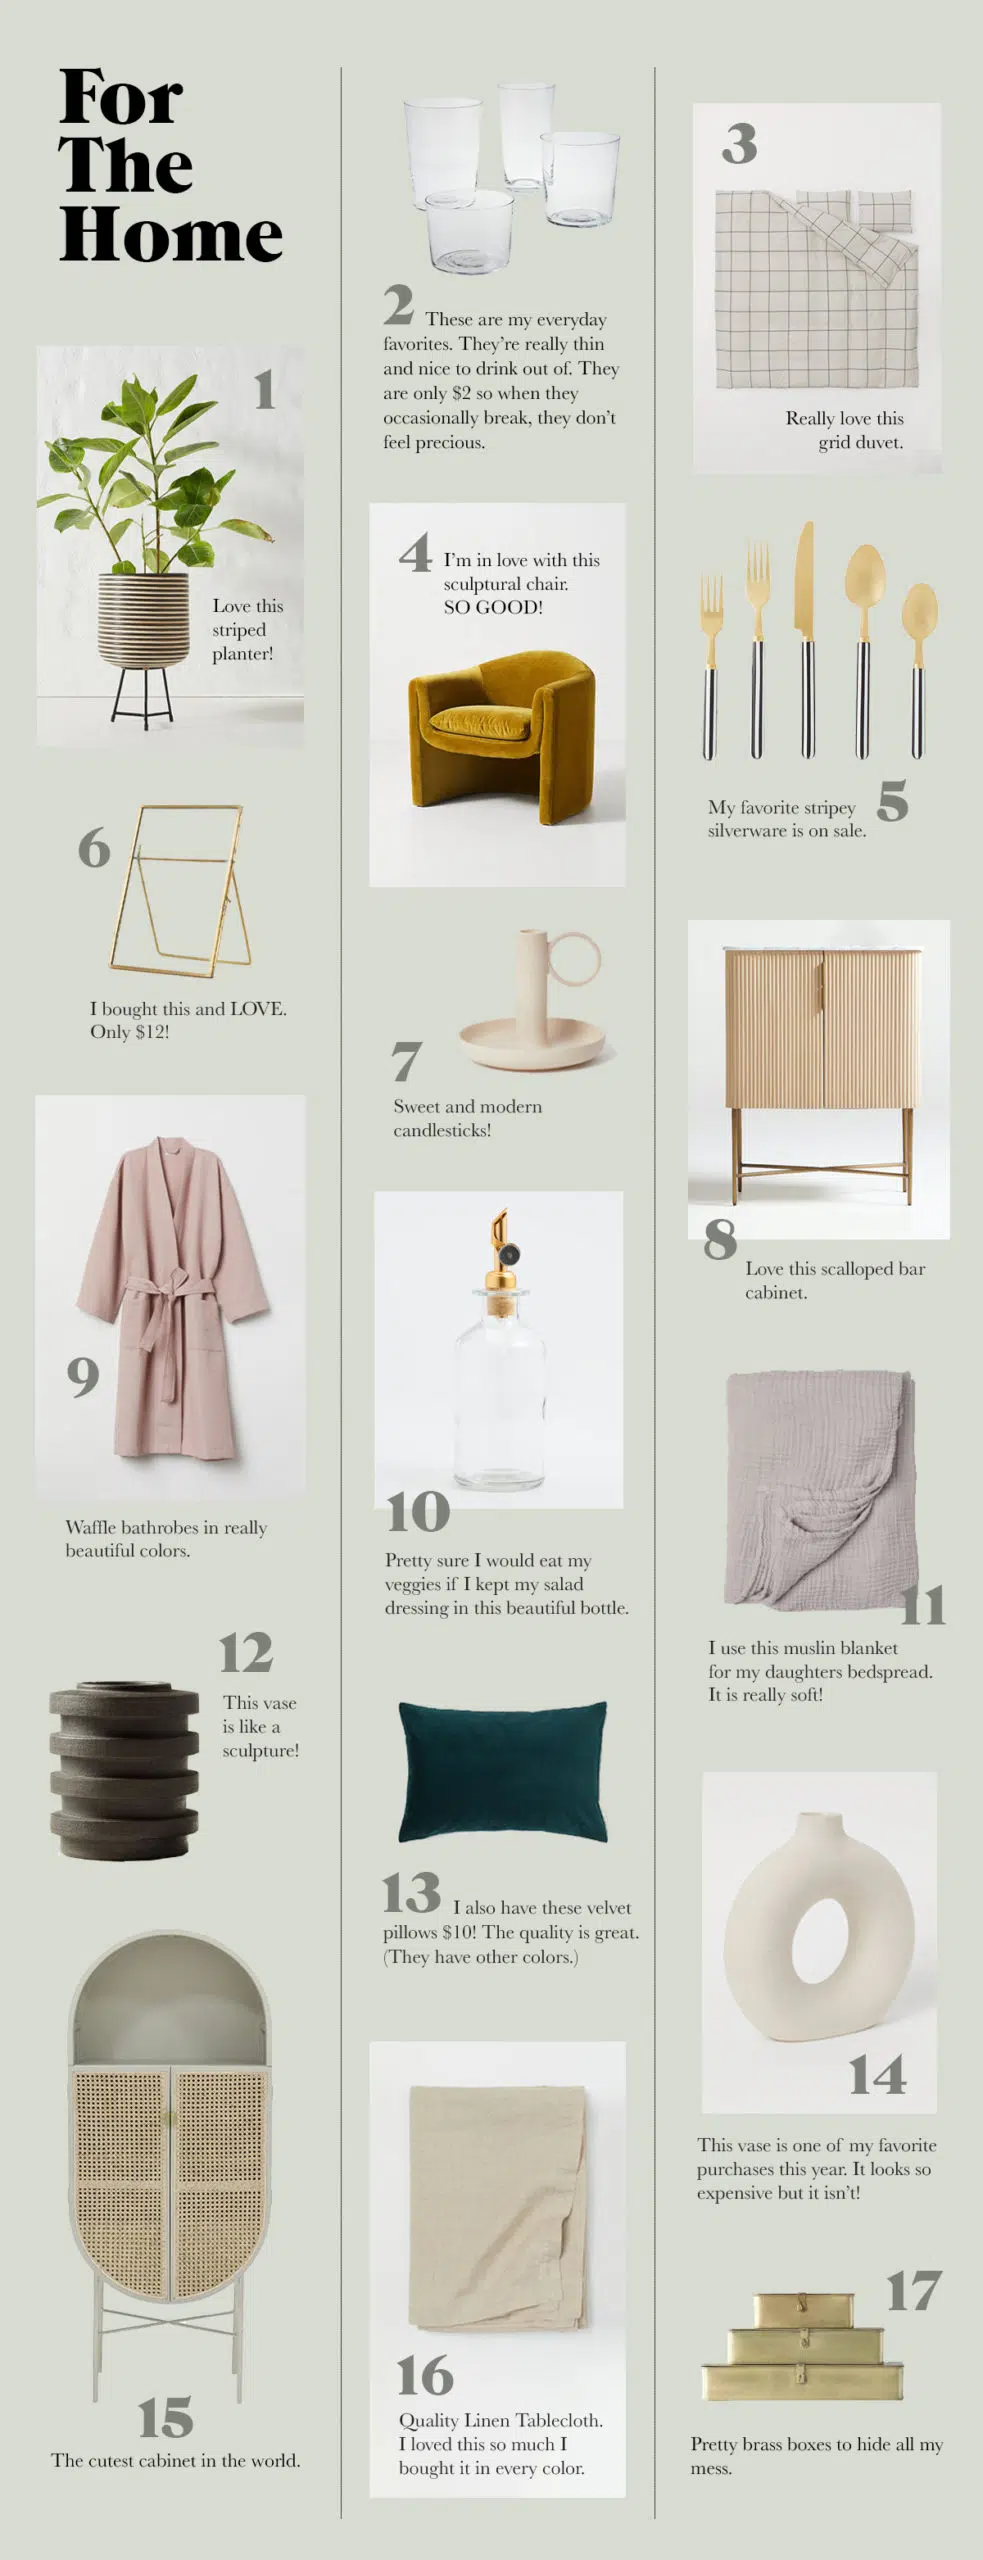 For
The
Home
1
Love this
striped
planter!
2 These are my everyday
favorites. They’re really thin
and nice to drink out of. They
are only $2 so when they
occasionally break, they don’t
feel precious.
3
Really love this
grid duvet.
4 I’m in love with this
sculptural chair.
SO GOOD!
5
My favorite stripey
silverware is on sale.
6
I bought this and LOVE.
Only $12!
7
Sweet and modern
candlesticks!
8
Love this scalloped bar
cabinet.
9
Waffle bathrobes in really
beautiful colors.
10
Pretty sure I would eat my
veggies if I kept my salad
dressing in this beautiful bottle.
11
I use this muslin blanket
for my daughters bedspread.
It is really soft!
12
This vase
is like a
sculpture!
13 I also have these velvet
pillows $10! The quality is great.
(They have other colors.)
14
This vase is one of my favorite
purchases this year. It looks so
expensive but it isn’t!
15
The cutest cabinet in the world.
16
Quality Linen Tablecloth.
I loved this so much I
bought it in every color.
17
Pretty brass boxes to hide all my
mess.